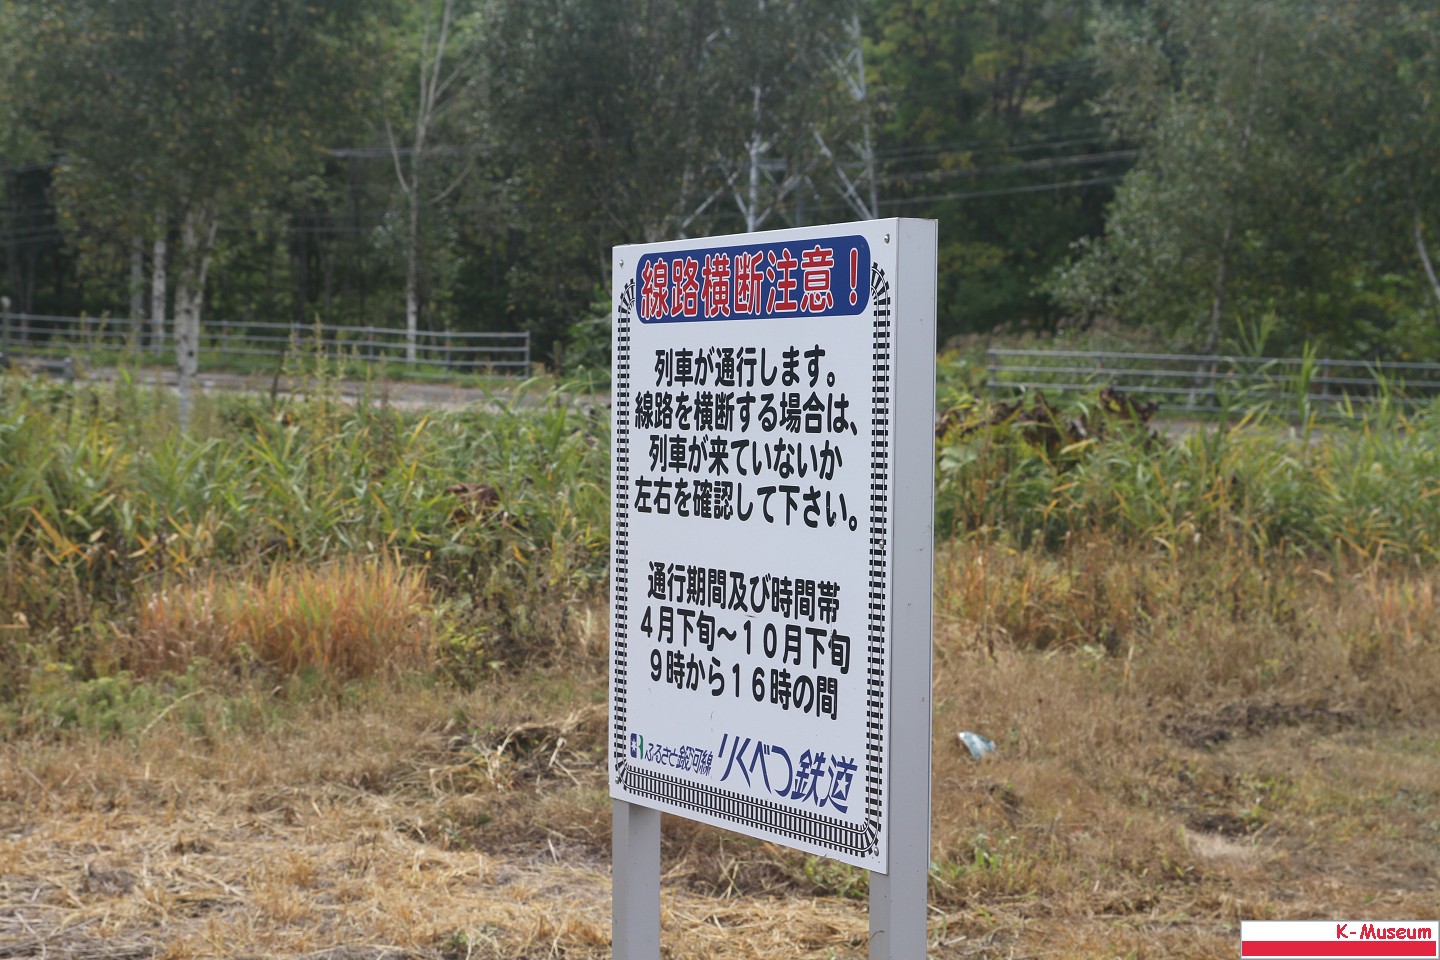 線路横断注意！
列車が通行します。
線路を横断する場合は、
列車が来ていないか
左右を確認して下さい。
通行期間及び時間帯
４月下旬～１０月下旬
９時から１６時の間
ふるさと銀河線 りくべつ鉄道
K-Museum